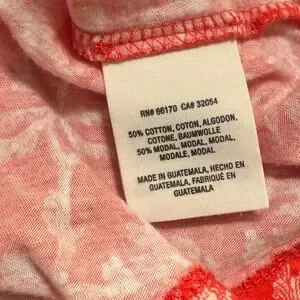 RN# 66170 CA# 32054
50% COTTON, COTON, ALGODON,
COTONE, BAUMWOLLE
50% MODAL, MODAL, MODAL,
MODALE, MODAL
MADE IN GUATEMALA, HECHO EN
GUATEMALA, FABRIQUÉ EN
GUATEMALA